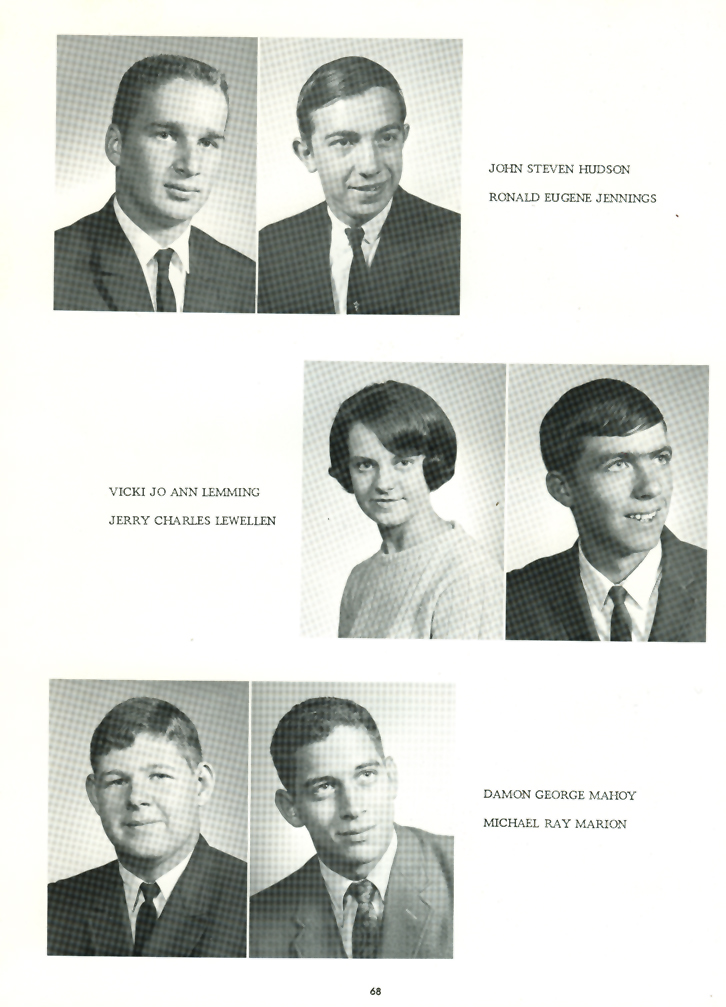 JOHN STEVEN HUDSON
RONALD EUGENE JENNINGS
VICKI JO ANN LEMMING
JERRY CHARLES LEWELLEN
DAMON GEORGE MAHOY
MICHAEL RAY MARION
68